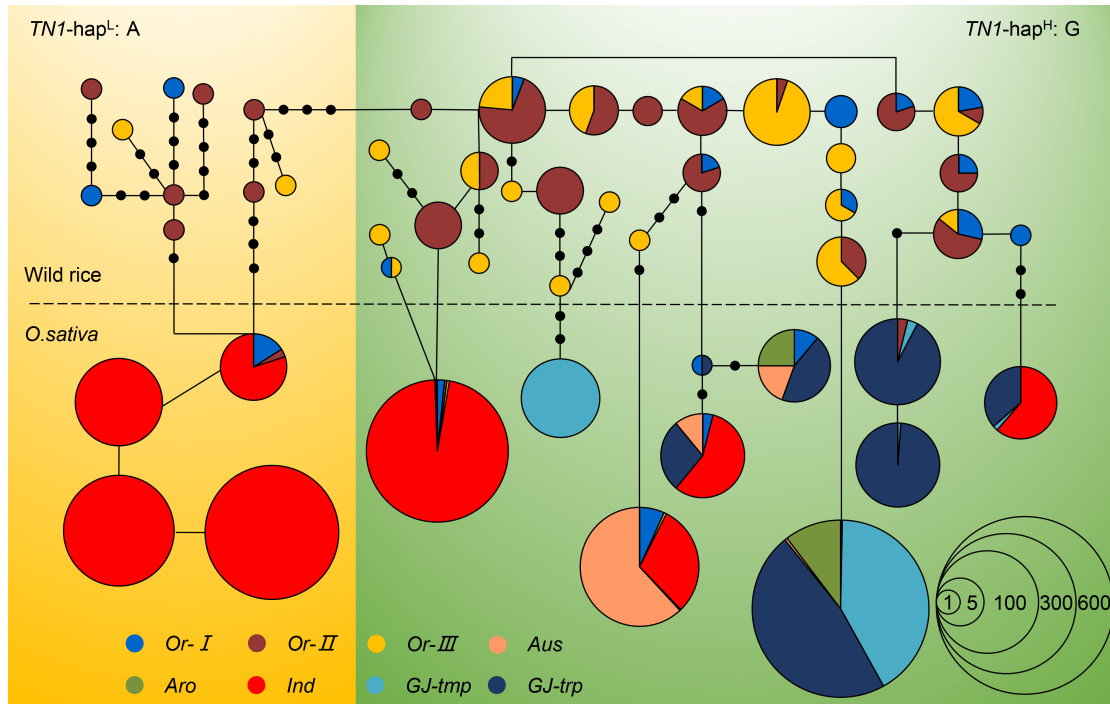 TN1-hapᴸ: A
TN1-hapᴴ: G
Wild rice
O.sativa
1 5 100 300 600
Or-Ⅰ Or-Ⅱ Or-Ⅲ Aus
Aro Ind GJ-tmp GJ-trp